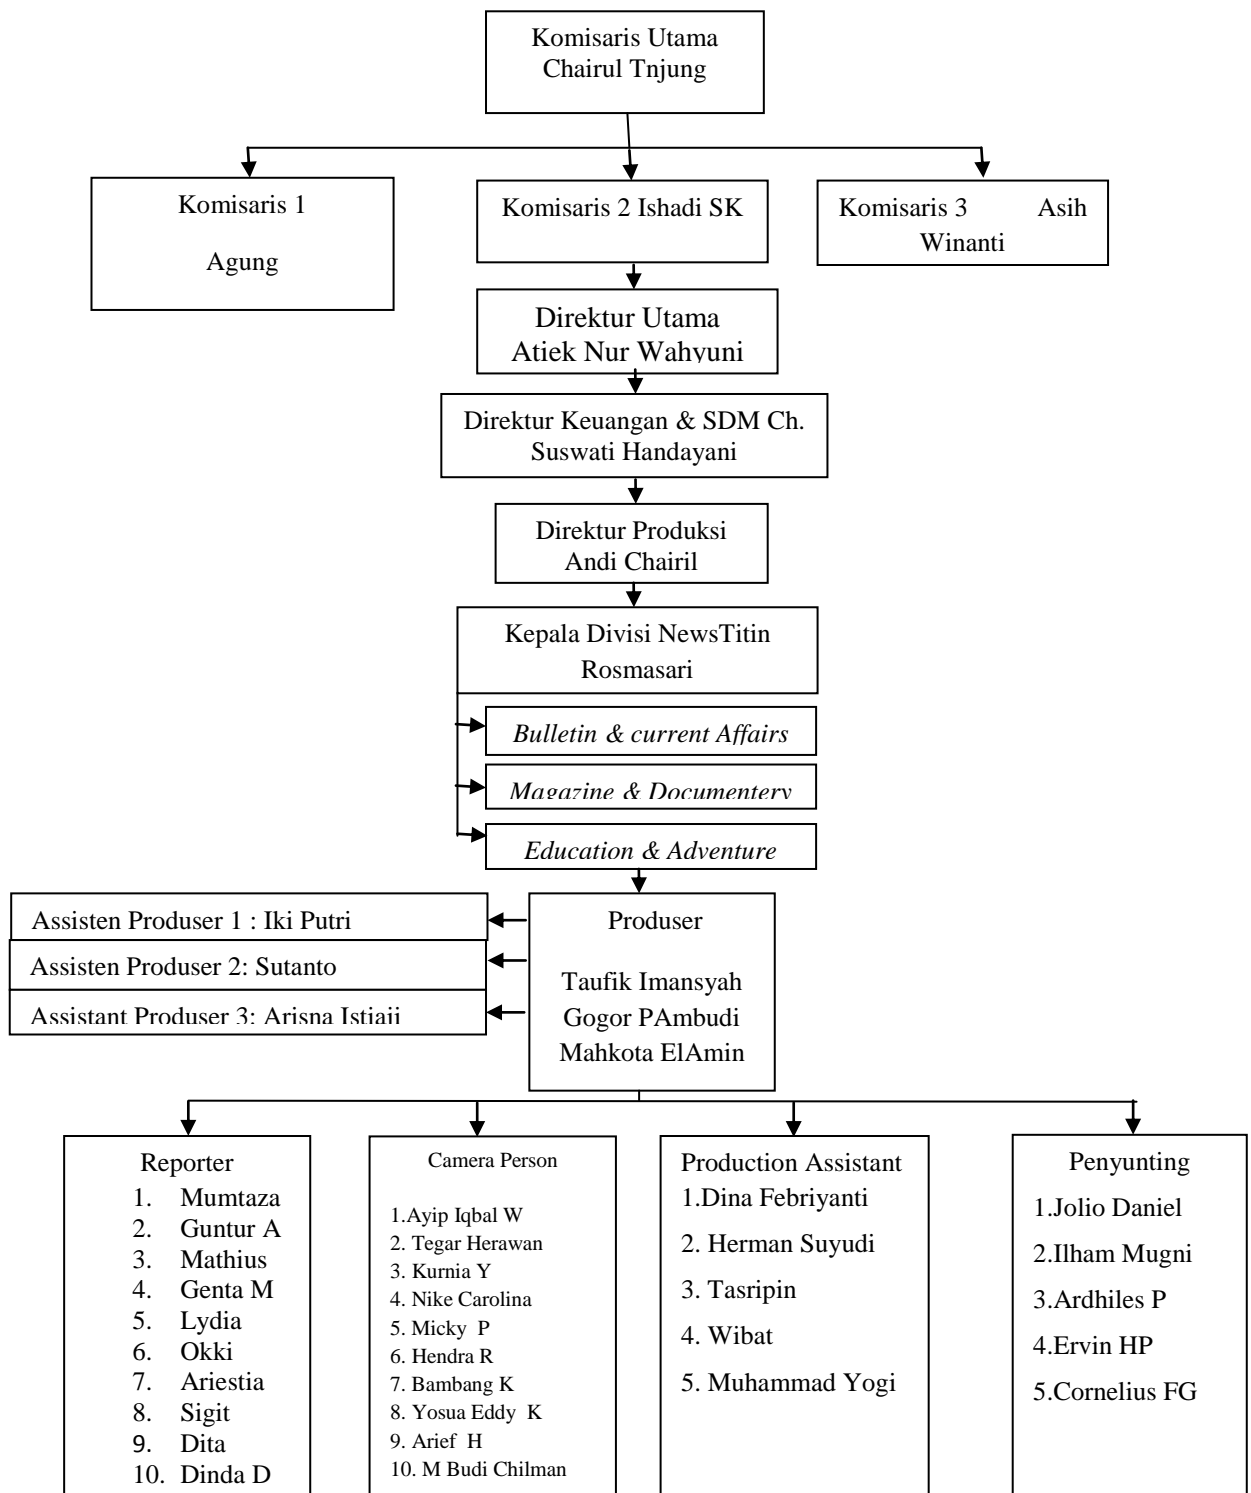 Komisaris Utama
Chairul Tnjung
Komisaris 1
Agung
Komisaris 2 Ishadi SK
Komisaris 3 Asih
Winanti
Direktur Utama
Atiek Nur Wahyuni
Direktur Keuangan & SDM Ch.
Suswati Handayani
Direktur Produksi
Andi Chairil
Kepala Divisi NewsTitin
Rosmasari
Bulletin & current Affairs
Magazine & Documentery
Education & Adventure
Assisten Produser 1 : Iki Putri
Assisten Produser 2: Sutanto
Assistant Produser 3: Arisna Istiaji
Produser
Taufik Imansyah
Gogor PAmbudi
Mahkota ElAmin
Reporter
1. Mumtaza
2. Guntur A
3. Mathius
4. Genta M
5. Lydia
6. Okki
7. Ariestia
8. Sigit
9. Dita
10. Dinda D
Camera Person
1.Ayip Iqbal W
2. Tegar Herawan
3. Kurnia Y
4. Nike Carolina
5. Micky P
6. Hendra R
7. Bambang K
8. Yosua Eddy K
9. Arief H
10. M Budi Chilman
Production Assistant
1.Dina Febriyanti
2. Herman Suyudi
3. Tasripin
4. Wibat
5. Muhammad Yogi
Penyunting
1.Jolio Daniel
2.Ilham Mugni
3.Ardhiles P
4.Ervin HP
5.Cornelius FG